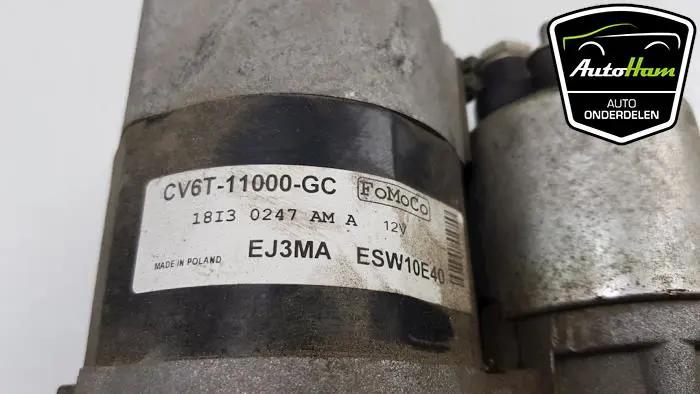 AutoHam
AUTO
ONDERDELEN
CV6T-11000-GC FoMoCo
18I3 0247 AM A 12V
MADE IN POLAND EJ3MA ESW10E40